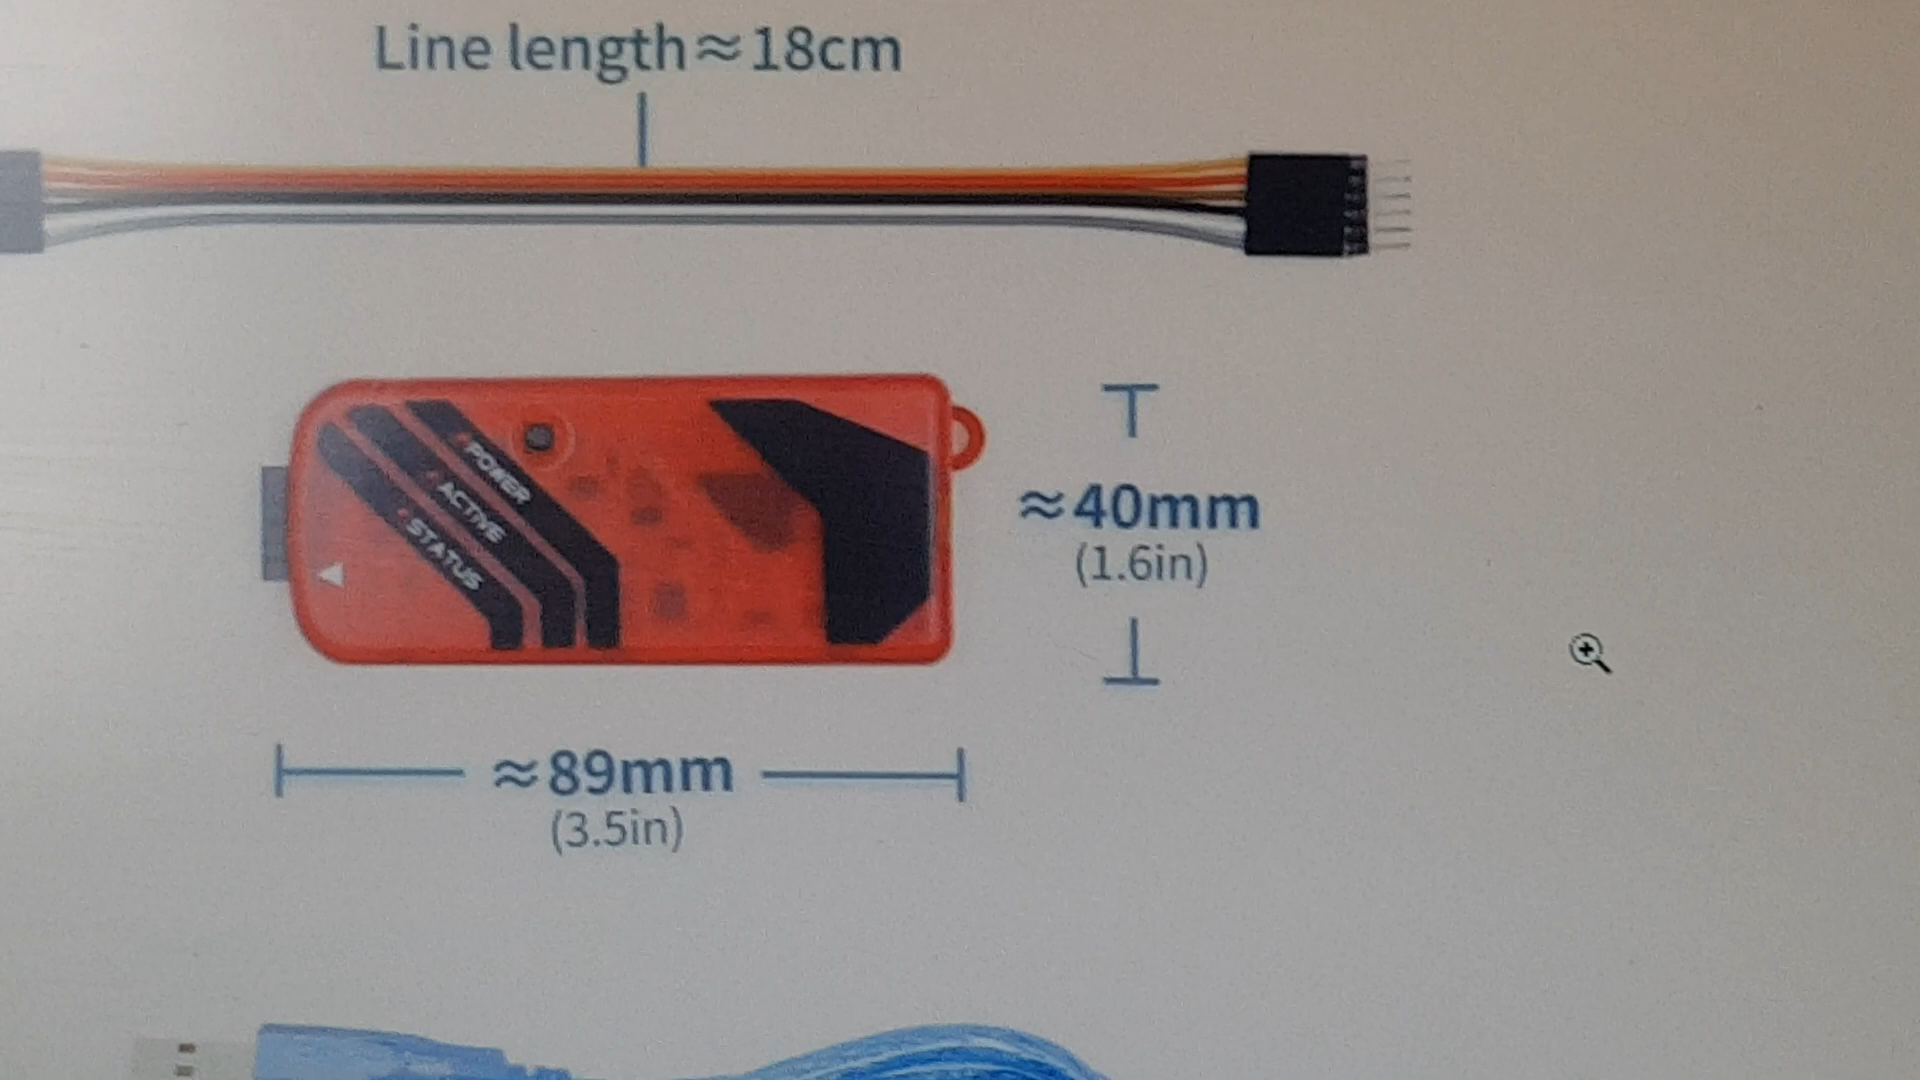 Line length≈18cm
POWER
ACTIVE
STATUS
≈40mm
(1.6in)
≈89mm
(3.5in)